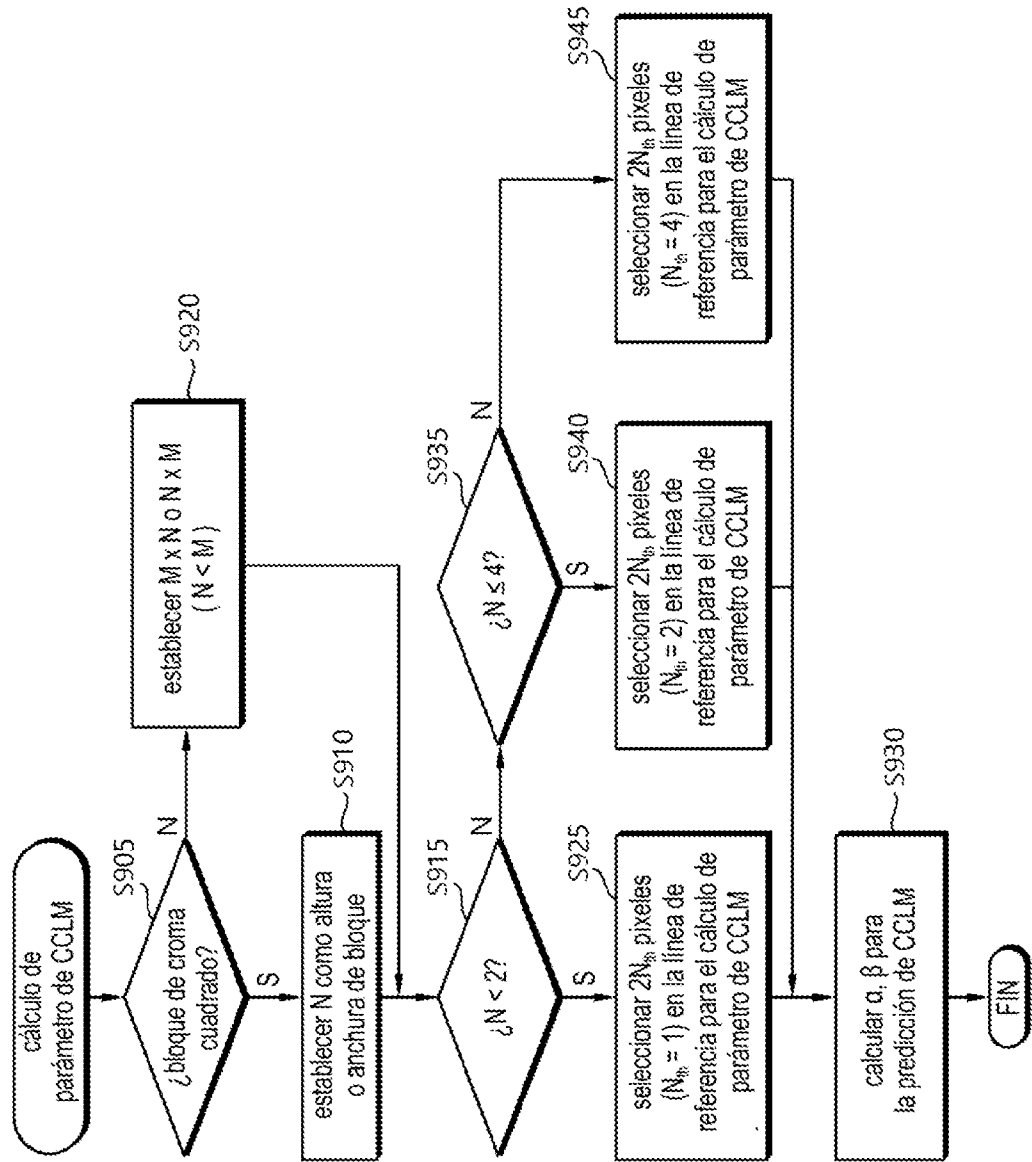 cálculo de
parámetro de CCLM
S905
¿bloque de croma
cuadrado?
N
S
S920
establecer M x N o N x M
( N < M )
S910
establecer N como altura
o anchura de bloque
S915
¿N < 2?
N
S
S935
¿N ≤ 4?
N
S
S925
seleccionar 2Nth píxeles
(Nth = 1) en la línea de
referencia para el cálculo de
parámetro de CCLM
S940
seleccionar 2Nth píxeles
(Nth = 2) en la línea de
referencia para el cálculo de
parámetro de CCLM
S945
seleccionar 2Nth píxeles
(Nth = 4) en la línea de
referencia para el cálculo de
parámetro de CCLM
S930
calcular α, β para
la predicción de CCLM
FIN